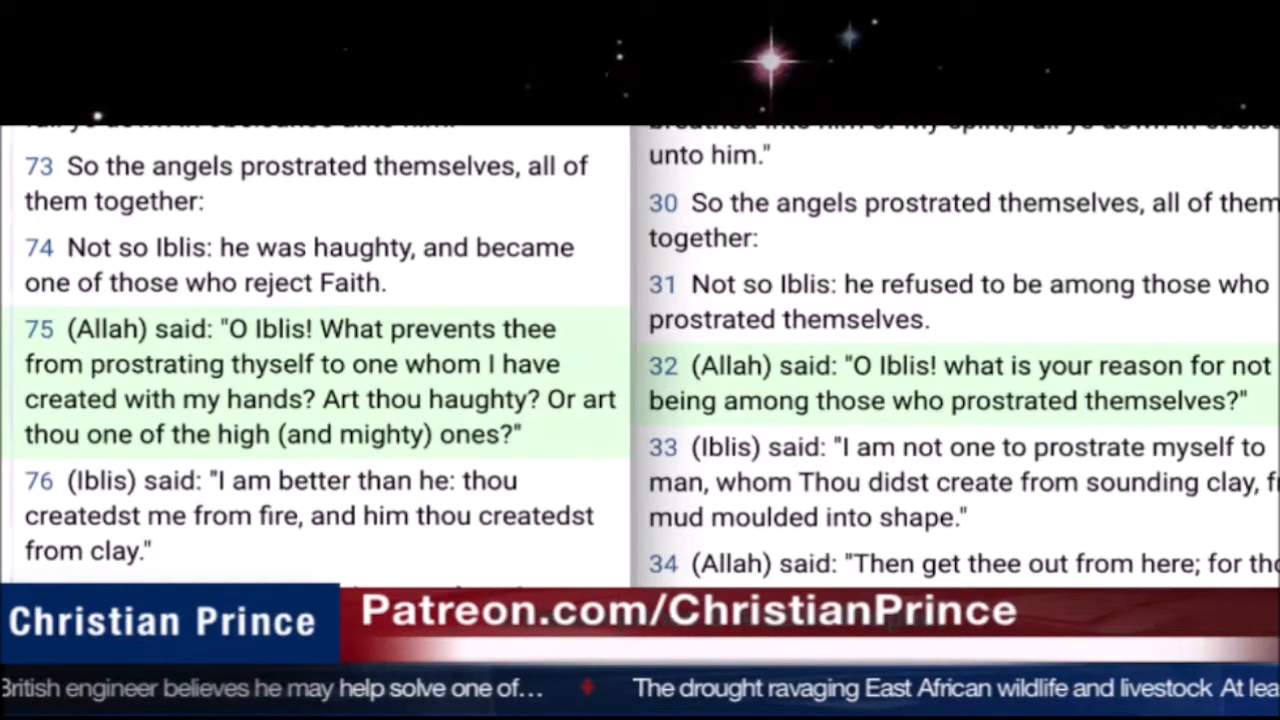 73 So the angels prostrated themselves, all of
them together:
74 Not so Iblis: he was haughty, and became
one of those who reject Faith.
75 (Allah) said: "O Iblis! What prevents thee
from prostrating thyself to one whom I have
created with my hands? Art thou haughty? Or art
thou one of the high (and mighty) ones?"
76 (Iblis) said: "I am better than he: thou
createdst me from fire, and him thou createdst
from clay."
unto him."
30 So the angels prostrated themselves, all of them
together:
31 Not so Iblis: he refused to be among those who
prostrated themselves.
32 (Allah) said: "O Iblis! what is your reason for not
being among those who prostrated themselves?"
33 (Iblis) said: "I am not one to prostrate myself to
man, whom Thou didst create from sounding clay,
mud moulded into shape."
34 (Allah) said: "Then get thee out from here; for
Christian Prince
Patreon.com/ChristianPrince
British engineer believes he may help solve one of... The drought ravaging East African wildlife and livestock At